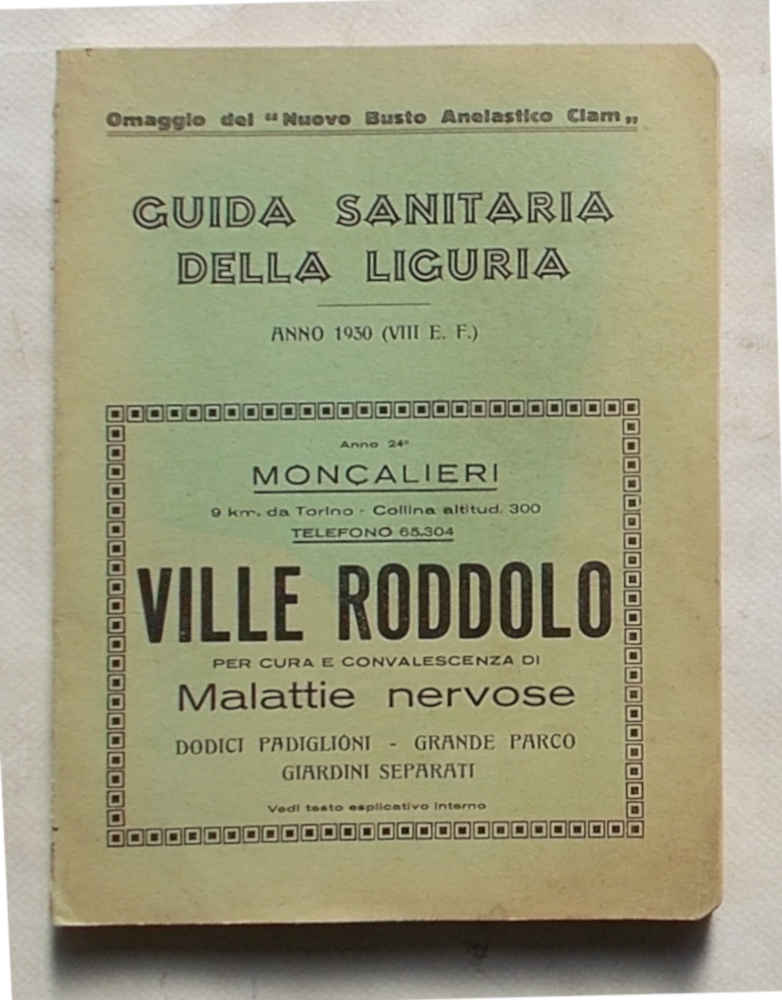 Omaggio del “Nuovo Busto Anelastico Clam„
GUIDA SANITARIA
DELLA LIGURIA
ANNO 1930 (VIII E. F.)
Anno 24º
MONCALIERI
9 km. da Torino - Collina altitud. 300
TELEFONO 65.304
VILLE RODDOLO
PER CURA E CONVALESCENZA DI
Malattie nervose
DODICI PADIGLIONI - GRANDE PARCO
GIARDINI SEPARATI
Vedi testo esplicativo interno